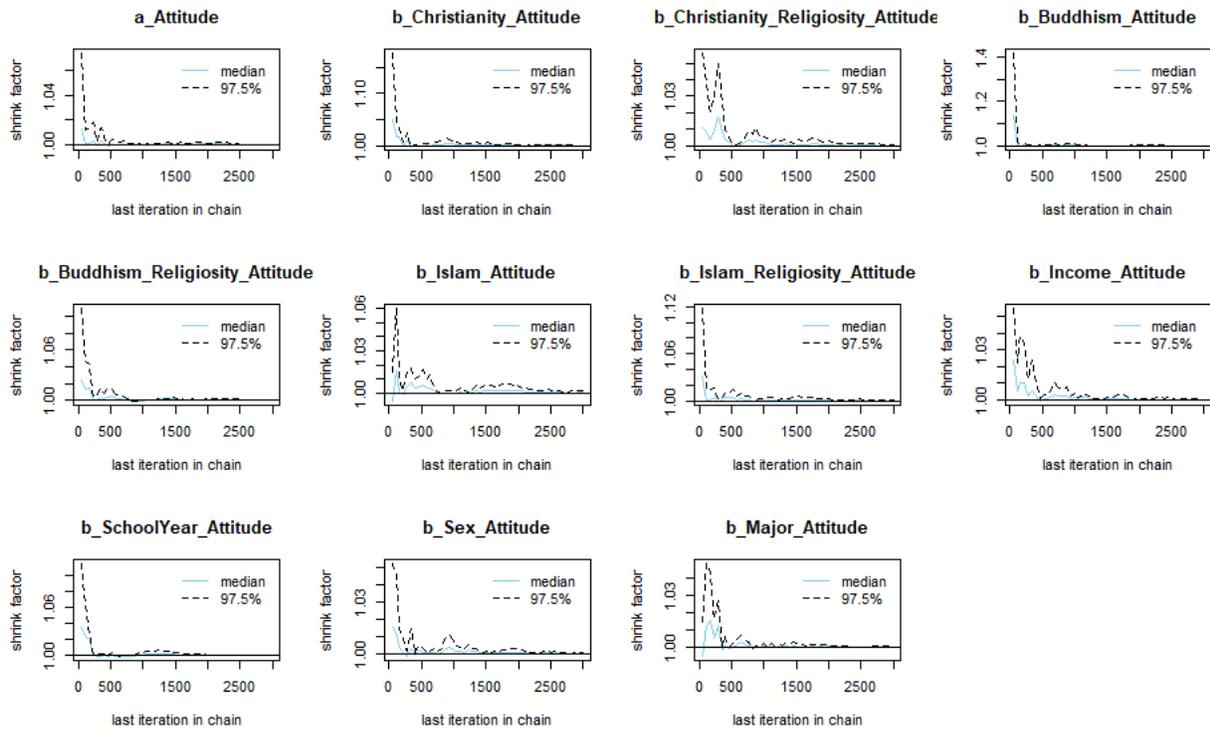 a_Attitude
shrink factor
1.00 1.04
median
97.5%
0 500 1500 2500
last iteration in chain
b_Christianity_Attitude
shrink factor
1.00 1.10
median
97.5%
0 500 1500 2500
last iteration in chain
b_Christianity_Religiosity_Attitude
shrink factor
1.00 1.03
median
97.5%
0 500 1500 2500
last iteration in chain
b_Buddhism_Attitude
shrink factor
1.0 1.2 1.4
median
97.5%
0 500 1500 2500
last iteration in chain
b_Buddhism_Religiosity_Attitude
shrink factor
1.00 1.06
median
97.5%
0 500 1500 2500
last iteration in chain
b_Islam_Attitude
shrink factor
1.00 1.03 1.06
median
97.5%
0 500 1500 2500
last iteration in chain
b_Islam_Religiosity_Attitude
shrink factor
1.00 1.06 1.12
median
97.5%
0 500 1500 2500
last iteration in chain
b_Income_Attitude
shrink factor
1.00 1.03
median
97.5%
0 500 1500 2500
last iteration in chain
b_SchoolYear_Attitude
shrink factor
1.00 1.06
median
97.5%
0 500 1500 2500
last iteration in chain
b_Sex_Attitude
shrink factor
1.00 1.03
median
97.5%
0 500 1500 2500
last iteration in chain
b_Major_Attitude
shrink factor
1.00 1.03
median
97.5%
0 500 1500 2500
last iteration in chain